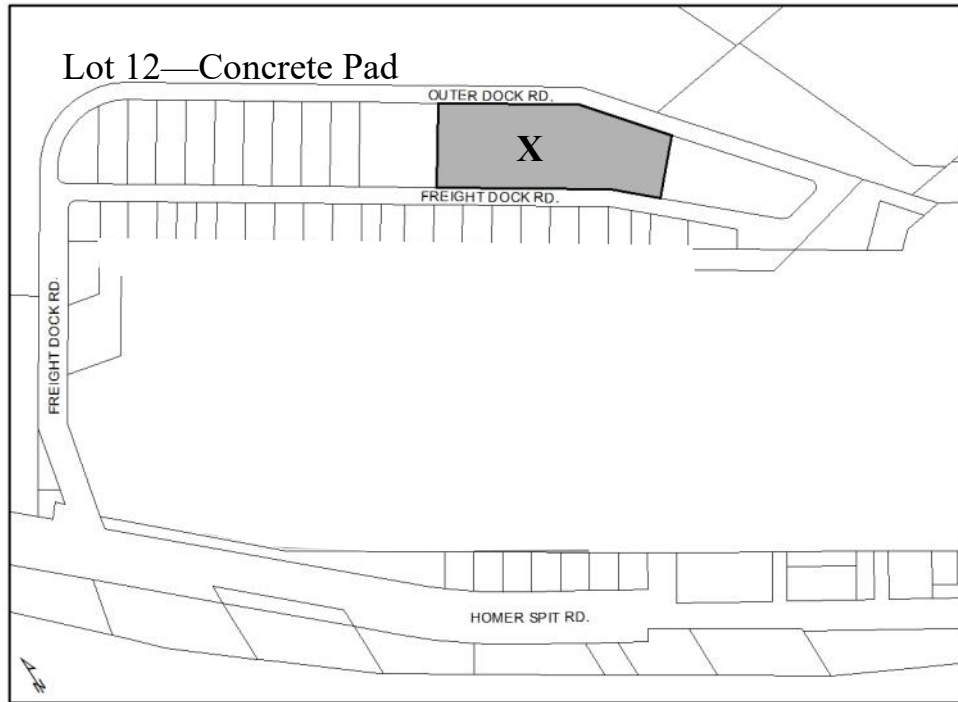 Lot 12—Concrete Pad
OUTER DOCK RD.
X
FREIGHT DOCK RD.
FREIGHT DOCK RD.
HOMER SPIT RD.
N